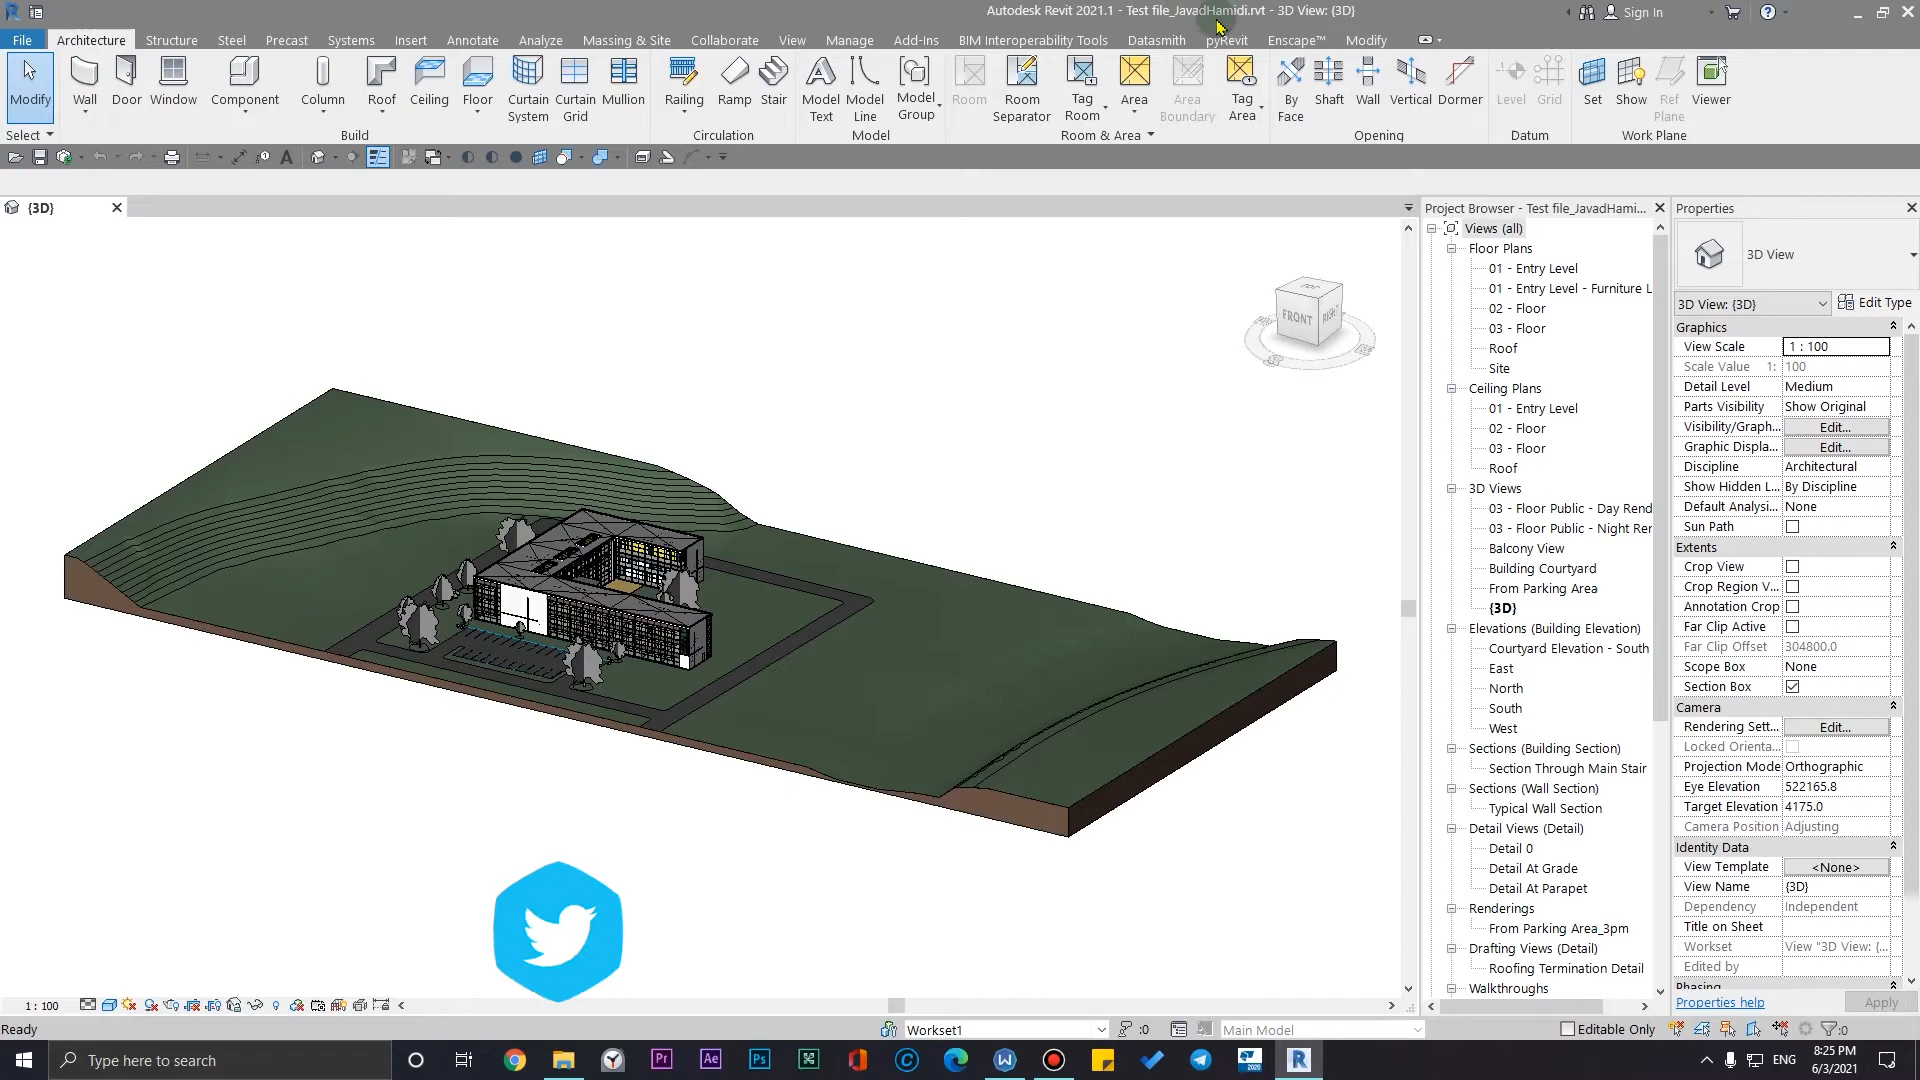 Autodesk Revit 2021.1 - Test file_JavadHamidi.rvt - 3D View: {3D}
Sign In
File Architecture Structure Steel Precast Systems Insert Annotate Analyze Massing & Site Collaborate View Manage Add-Ins BIM Interoperability Tools Datasmith pyRevit Enscape™ Modify
Modify Wall Door Window Component Column Roof Ceiling Floor Curtain System Curtain Grid Mullion Railing Ramp Stair Model Text Model Line Model Group Room Room Separator Tag Room Area Area Boundary Tag Area By Face Shaft Wall Vertical Dormer Level Grid Set Show Ref Plane Viewer
Select Build Circulation Model Room & Area Opening Datum Work Plane
{3D}
TOP
FRONT
RIGHT
Project Browser - Test file_JavadHami...
Views (all)
Floor Plans
01 - Entry Level
01 - Entry Level - Furniture L
02 - Floor
03 - Floor
Roof
Site
Ceiling Plans
01 - Entry Level
02 - Floor
03 - Floor
Roof
3D Views
03 - Floor Public - Day Rend
03 - Floor Public - Night Rer
Balcony View
Building Courtyard
From Parking Area
{3D}
Elevations (Building Elevation)
Courtyard Elevation - South
East
North
South
West
Sections (Building Section)
Section Through Main Stair
Sections (Wall Section)
Typical Wall Section
Detail Views (Detail)
Detail 0
Detail At Grade
Detail At Parapet
Renderings
From Parking Area_3pm
Drafting Views (Detail)
Roofing Termination Detail
Walkthroughs
Properties
3D View
3D View: {3D} Edit Type
Graphics
View Scale 1 : 100
Scale Value 1: 100
Detail Level Medium
Parts Visibility Show Original
Visibility/Graph... Edit...
Graphic Displa... Edit...
Discipline Architectural
Show Hidden L... By Discipline
Default Analysi... None
Sun Path
Extents
Crop View
Crop Region V...
Annotation Crop
Far Clip Active
Far Clip Offset 304800.0
Scope Box None
Section Box
Camera
Rendering Sett... Edit...
Locked Orienta...
Projection Mode Orthographic
Eye Elevation 522165.8
Target Elevation 4175.0
Camera Position Adjusting
Identity Data
View Template <None>
View Name {3D}
Dependency Independent
Title on Sheet
Workset View "3D View: {...
Edited by
Phasing
Properties help Apply
1 : 100
Ready Workset1 :0 Main Model Editable Only :0
Type here to search Pr Ae Ps 2020 R ENG
8:25 PM
6/3/2021